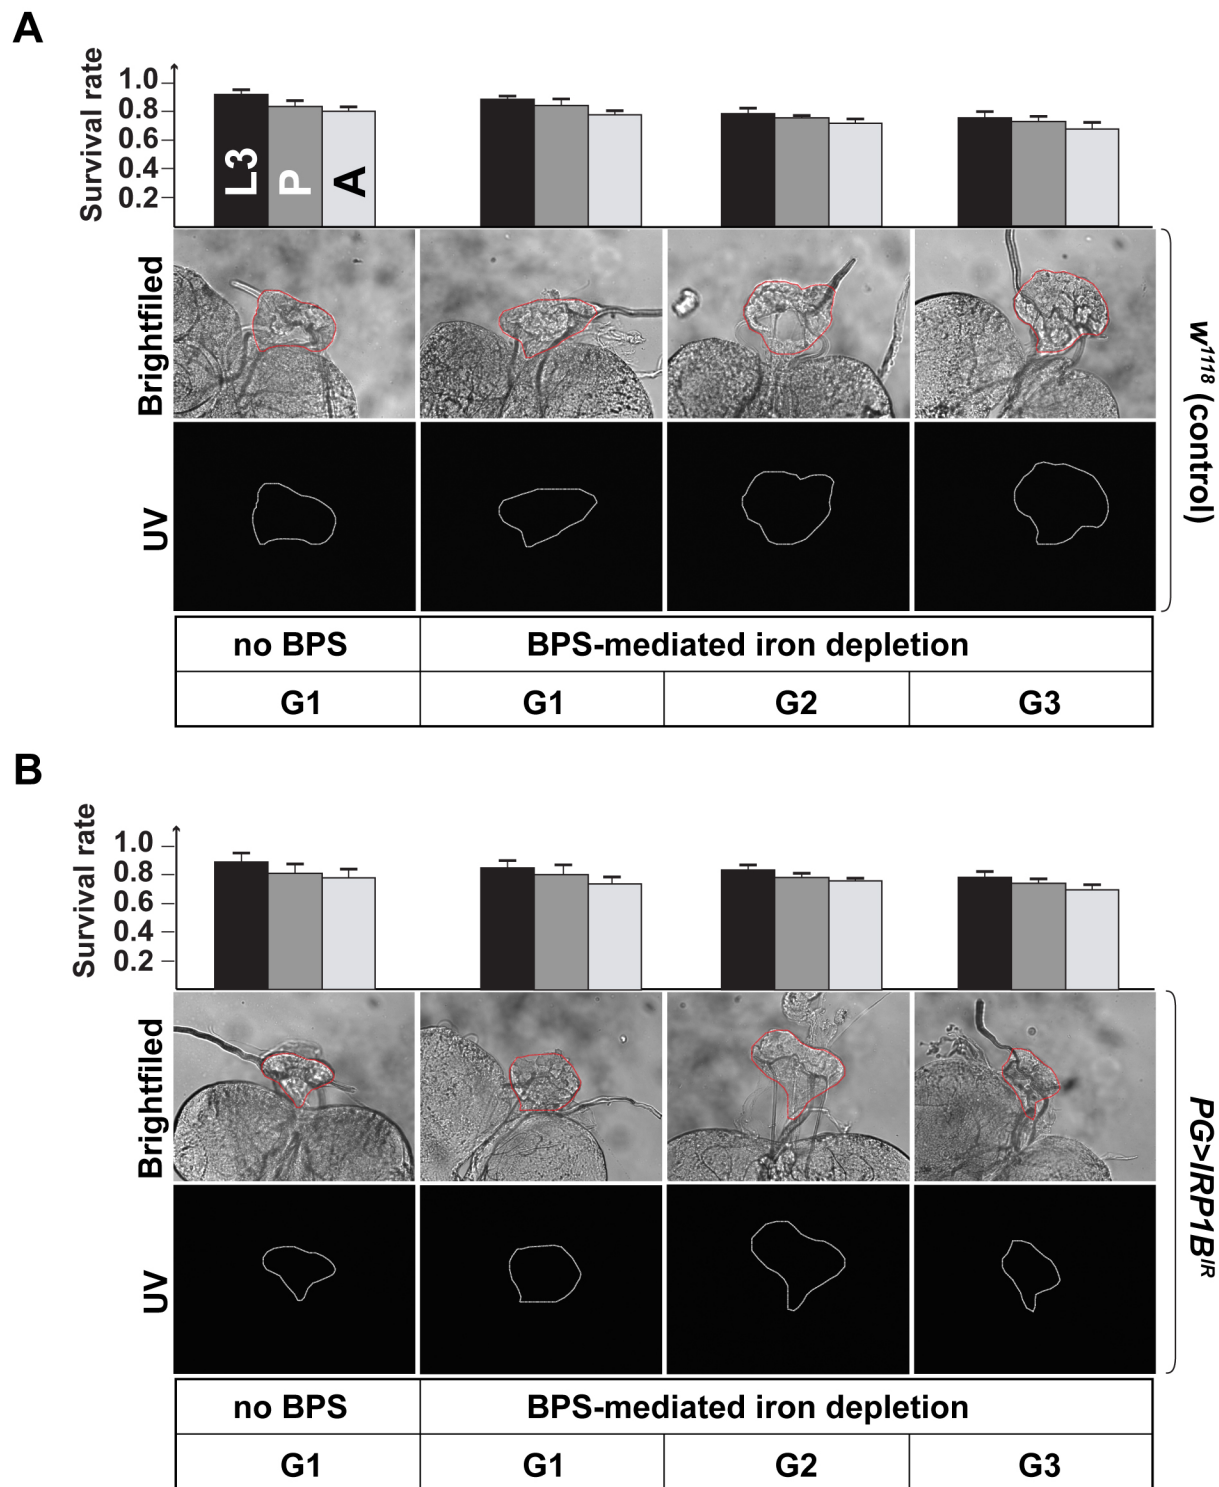 A
Survival rate
1.0
0.8
0.6
0.4
0.2
L3
P
A
Brightfiled
UV
w1118 (control)
no BPS
BPS-mediated iron depletion
G1
G1
G2
G3
B
Survival rate
1.0
0.8
0.6
0.4
0.2
Brightfiled
UV
PG>IRP1BIR
no BPS
BPS-mediated iron depletion
G1
G1
G2
G3